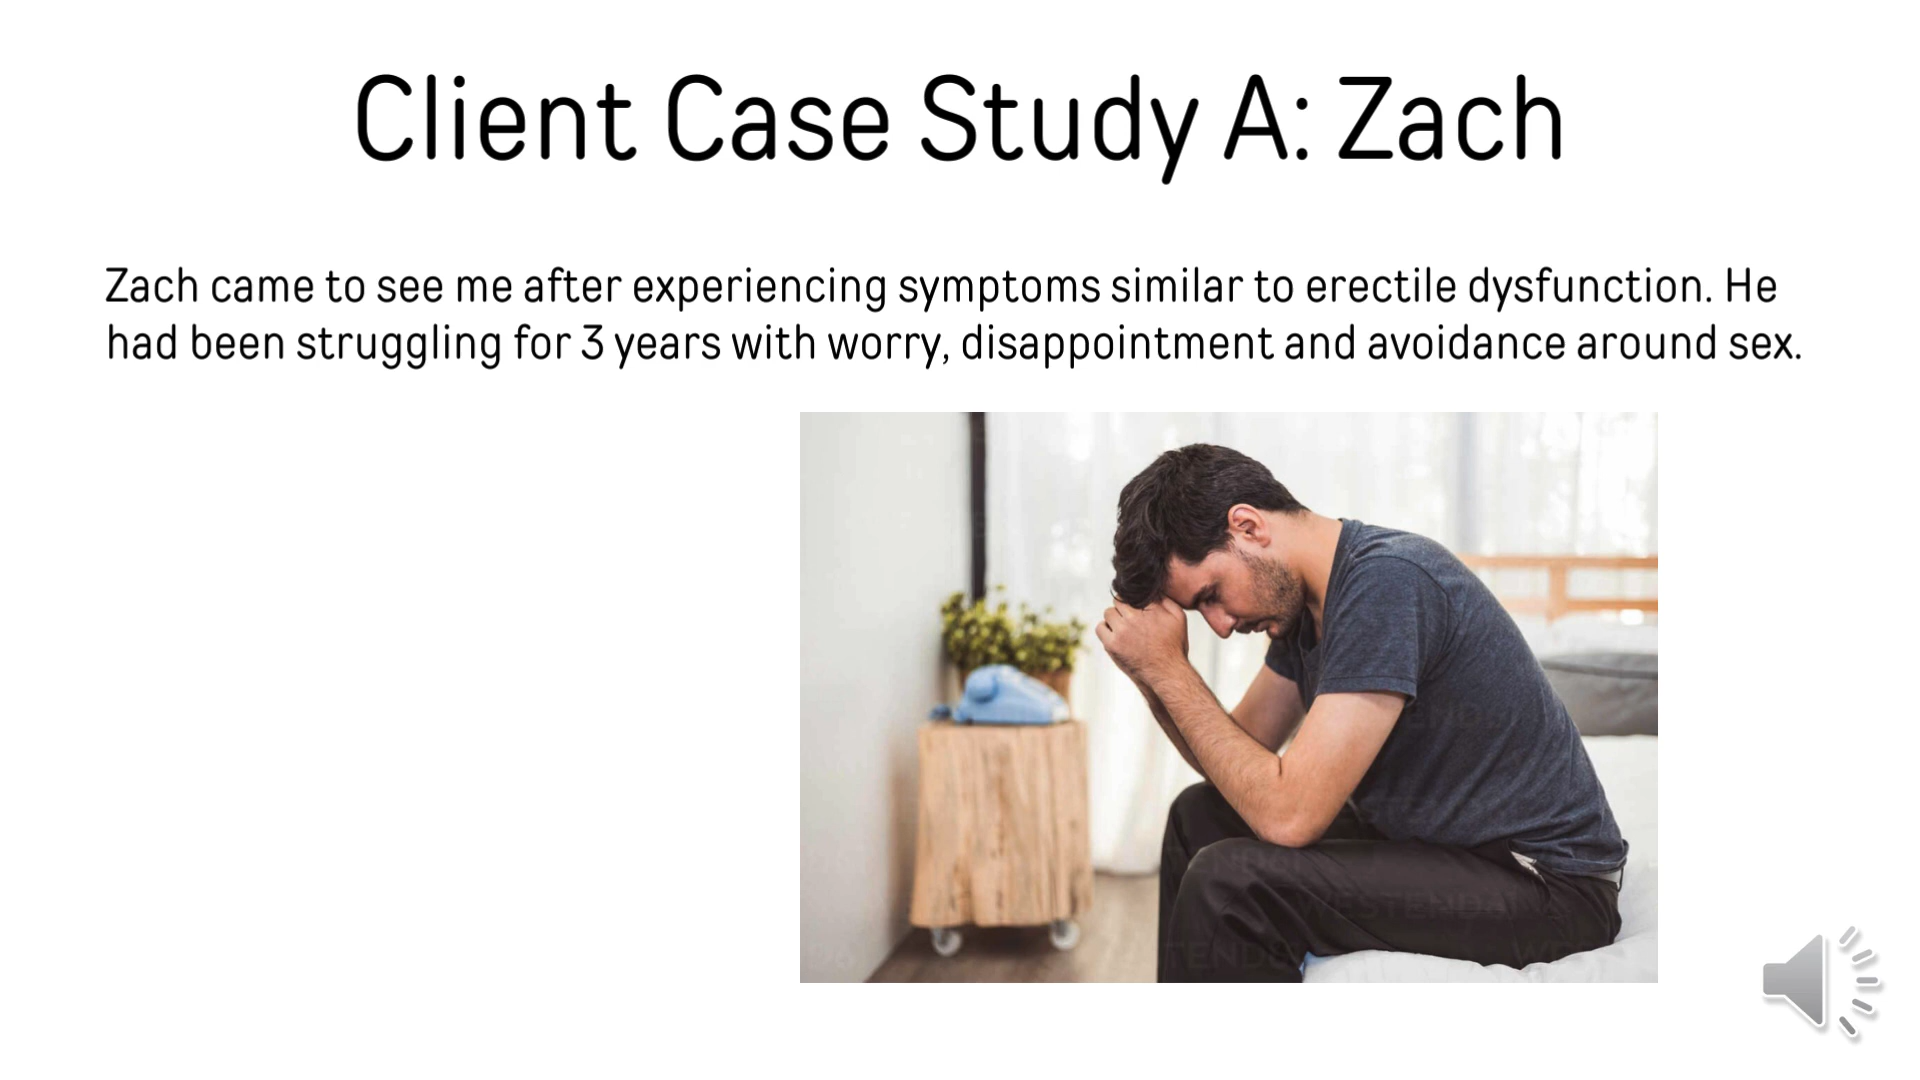 Client Case Study A: Zach
Zach came to see me after experiencing symptoms similar to erectile dysfunction. He
had been struggling for 3 years with worry, disappointment and avoidance around sex.